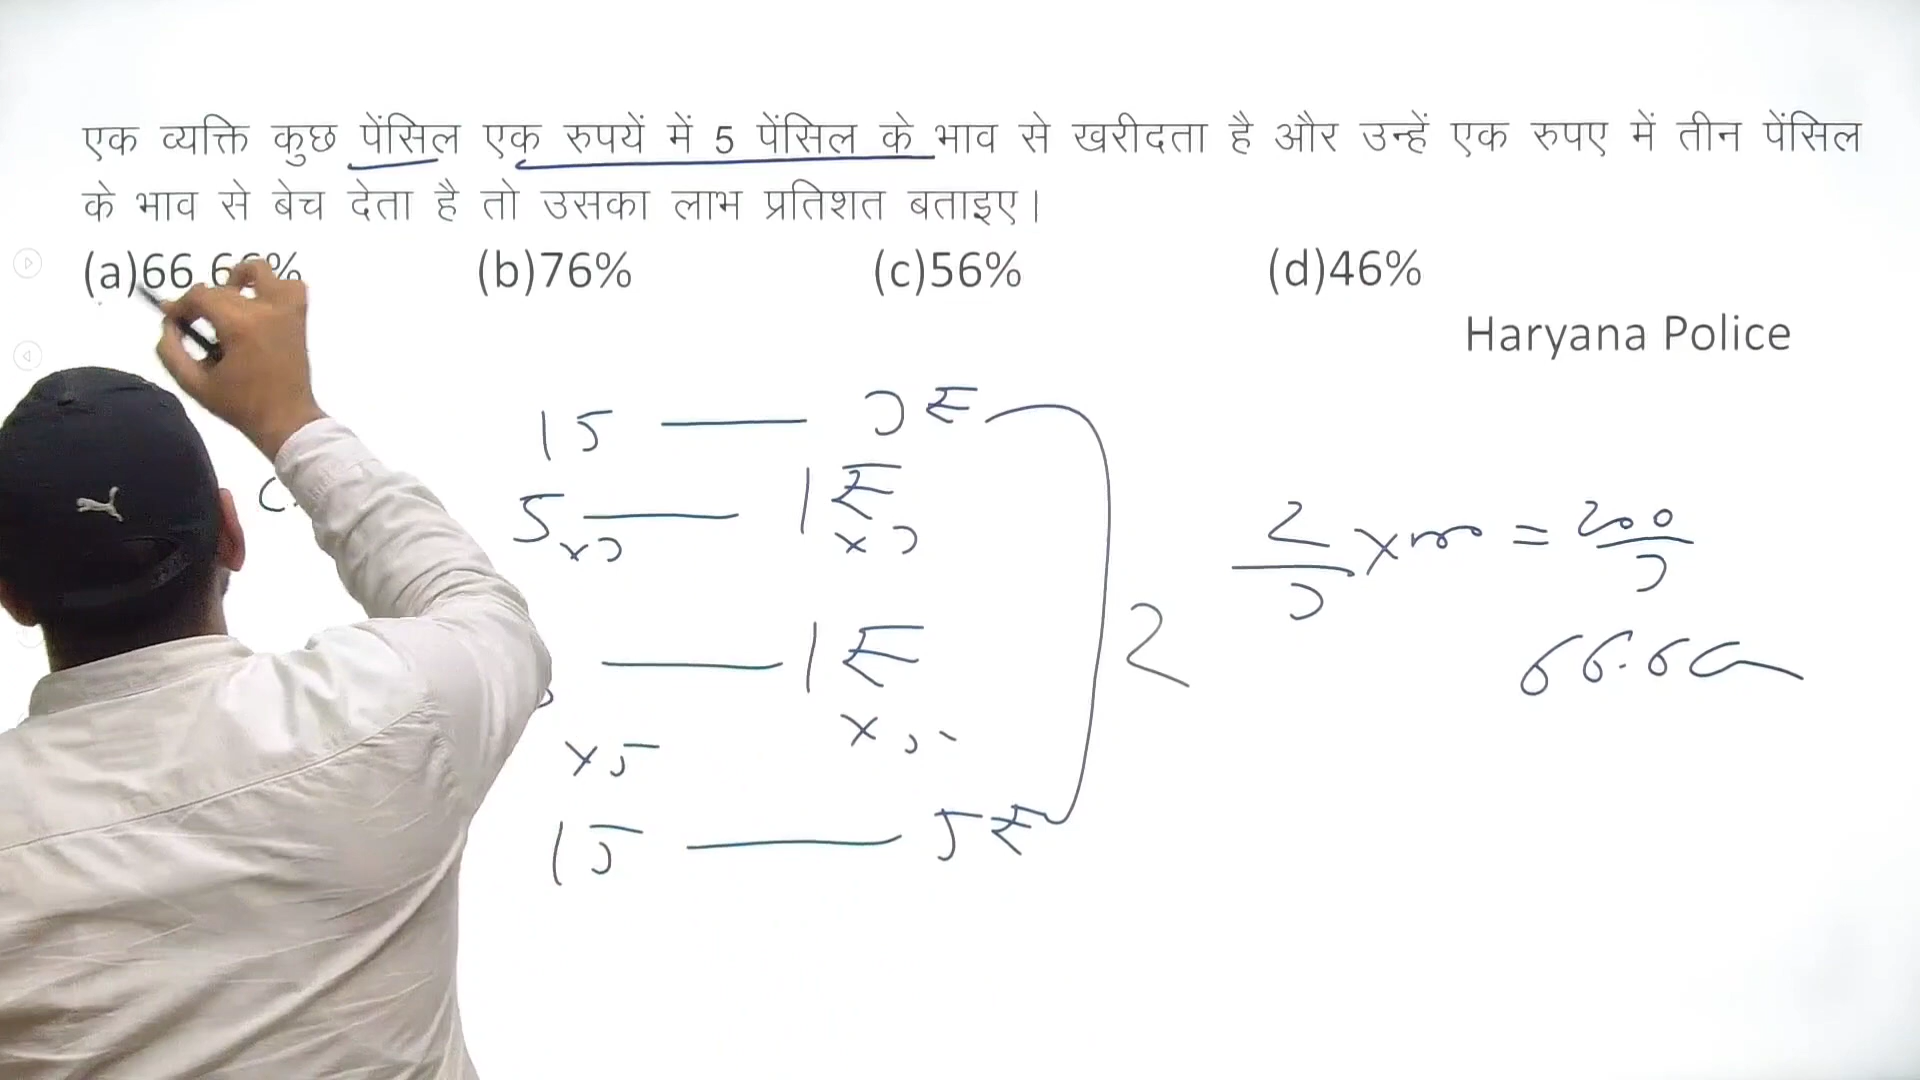 एक व्यक्ति कुछ पेंसिल एक रुपयें में 5 पेंसिल के भाव से खरीदता है और उन्हें एक रुपए में तीन पेंसिल
के भाव से बेच देता है तो उसका लाभ प्रतिशत बताइए।
(a)66.66% (b)76% (c)56% (d)46%
Haryana Police
15 — 3₹
5 — 1₹
×3 ×3
— 1₹
×5
15 — 5₹
2
2/3 × 100 = 200/3
66.6